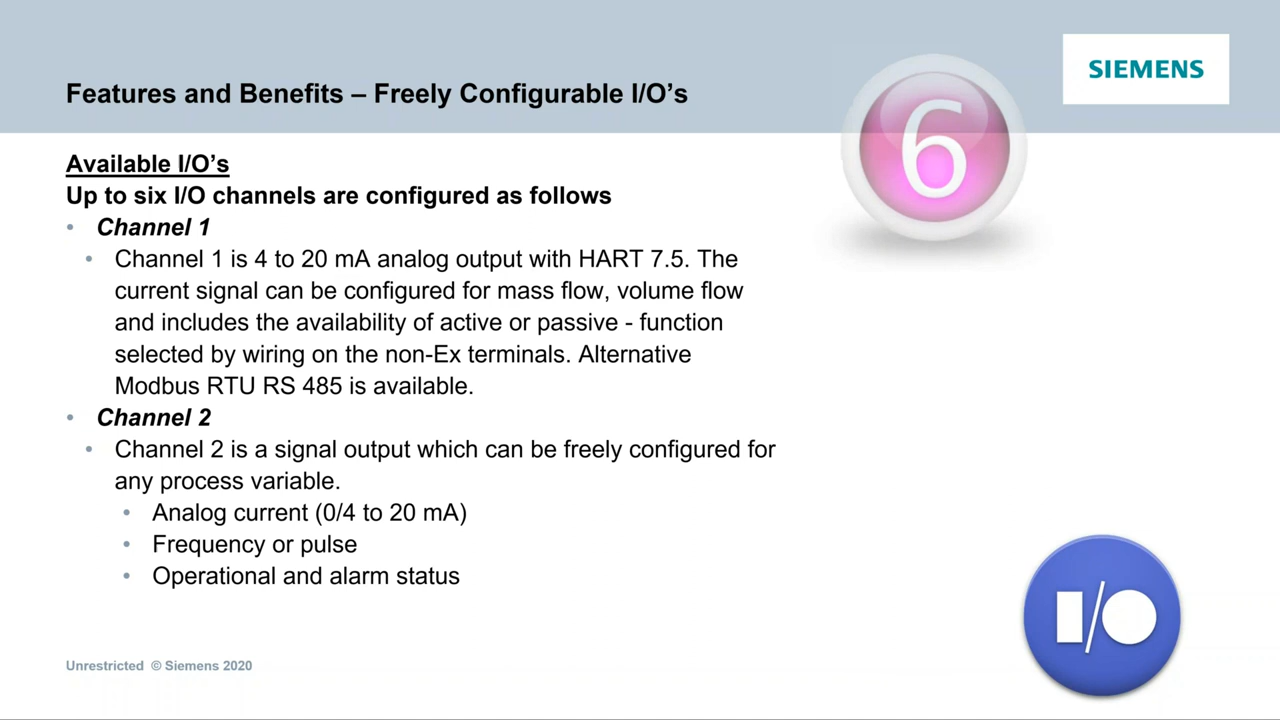 SIEMENS
6
Features and Benefits – Freely Configurable I/O’s
Available I/O’s
Up to six I/O channels are configured as follows
• Channel 1
• Channel 1 is 4 to 20 mA analog output with HART 7.5. The
current signal can be configured for mass flow, volume flow
and includes the availability of active or passive - function
selected by wiring on the non-Ex terminals. Alternative
Modbus RTU RS 485 is available.
• Channel 2
• Channel 2 is a signal output which can be freely configured for
any process variable.
• Analog current (0/4 to 20 mA)
• Frequency or pulse
• Operational and alarm status
I/O
Unrestricted © Siemens 2020